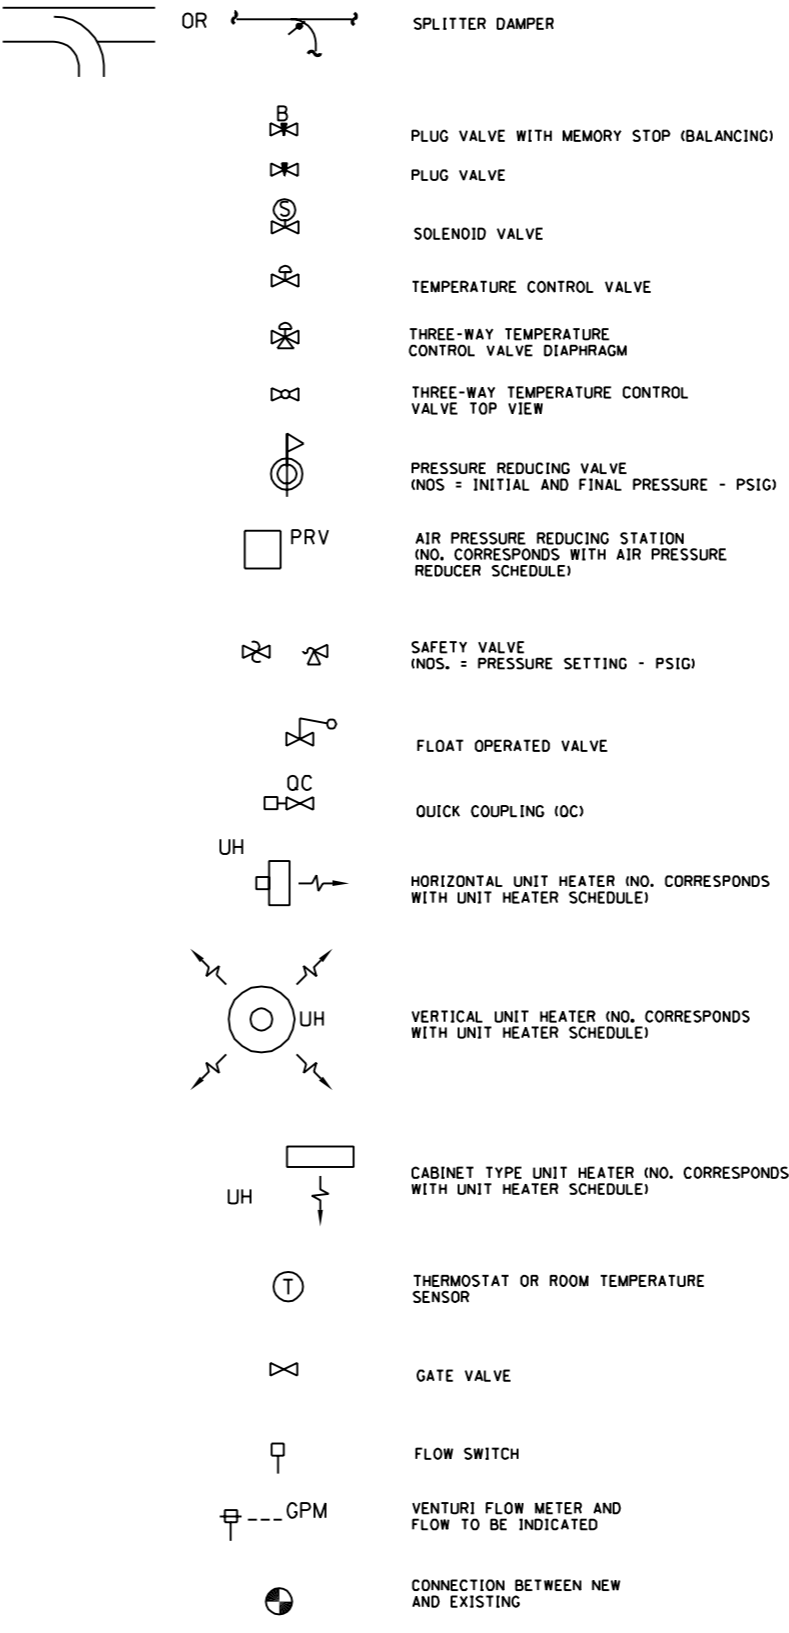 OR SPLITTER DAMPER
B
PLUG VALVE WITH MEMORY STOP (BALANCING)
PLUG VALVE
S
SOLENOID VALVE
TEMPERATURE CONTROL VALVE
THREE-WAY TEMPERATURE
CONTROL VALVE DIAPHRAGM
THREE-WAY TEMPERATURE CONTROL
VALVE TOP VIEW
PRESSURE REDUCING VALVE
(NOS = INITIAL AND FINAL PRESSURE - PSIG)
PRV
AIR PRESSURE REDUCING STATION
(NO. CORRESPONDS WITH AIR PRESSURE
REDUCER SCHEDULE)
SAFETY VALVE
(NOS. = PRESSURE SETTING - PSIG)
FLOAT OPERATED VALVE
QC
QUICK COUPLING (QC)
UH
HORIZONTAL UNIT HEATER (NO. CORRESPONDS
WITH UNIT HEATER SCHEDULE)
UH
VERTICAL UNIT HEATER (NO. CORRESPONDS
WITH UNIT HEATER SCHEDULE)
UH
CABINET TYPE UNIT HEATER (NO. CORRESPONDS
WITH UNIT HEATER SCHEDULE)
T
THERMOSTAT OR ROOM TEMPERATURE
SENSOR
GATE VALVE
FLOW SWITCH
GPM
VENTURI FLOW METER AND
FLOW TO BE INDICATED
CONNECTION BETWEEN NEW
AND EXISTING